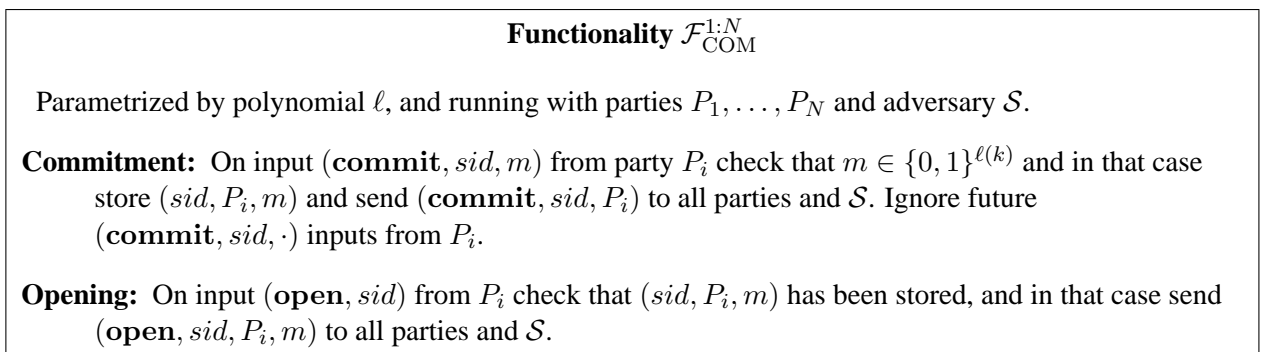 Functionality $\mathcal{F}_{\mathrm{COM}}^{1:N}$
Parametrized by polynomial ℓ, and running with parties $P_1, \ldots, P_N$ and adversary $\mathcal{S}$.
Commitment: On input (commit, sid, m) from party $P_i$ check that $m \in \{0, 1\}^{\ell(k)}$ and in that case
store $(sid, P_i, m)$ and send (commit, sid, $P_i$) to all parties and $\mathcal{S}$. Ignore future
(commit, sid, ·) inputs from $P_i$.
Opening: On input (open, sid) from $P_i$ check that $(sid, P_i, m)$ has been stored, and in that case send
(open, sid, $P_i$, m) to all parties and $\mathcal{S}$.